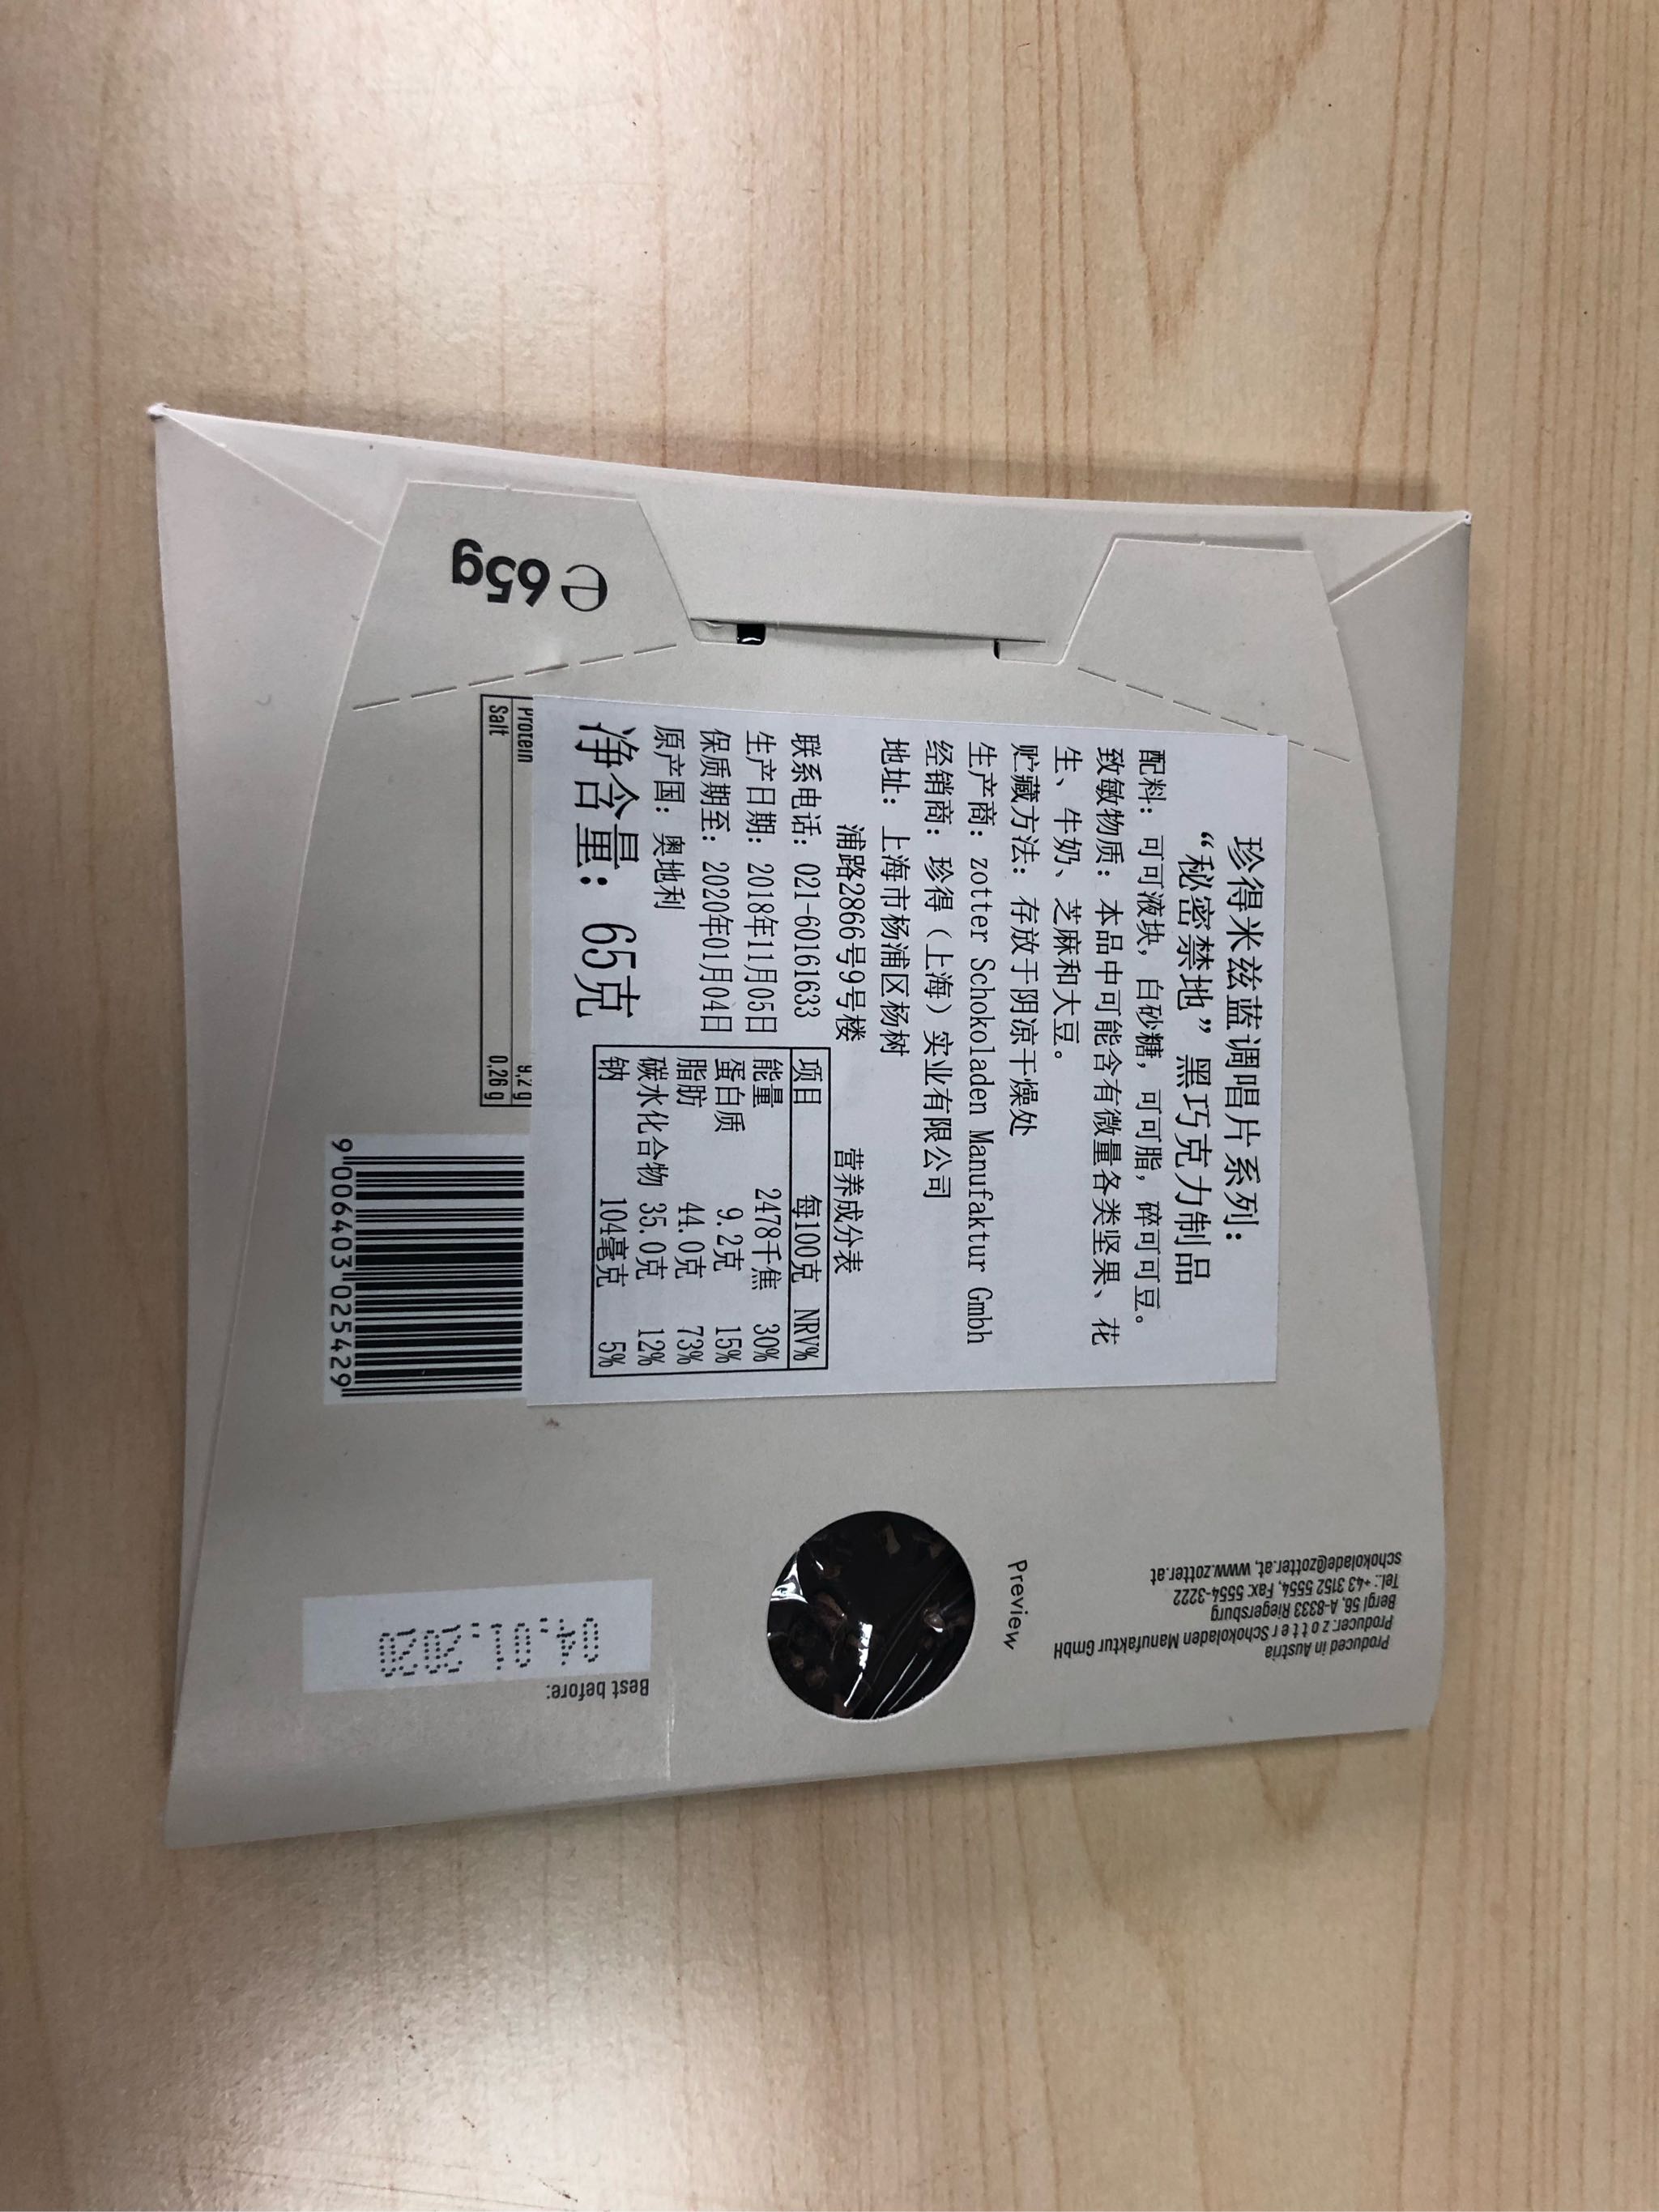 珍得米兹蓝调唱片系列：
“秘密禁地”黑巧克力制品
配料：可可液块，白砂糖，可可脂，碎可可豆。
致敏物质：本品中可能含有微量各类坚果、花
生、牛奶、芝麻和大豆。
贮藏方法：存放于阴凉干燥处
生产商：zotter Schokoladen Manufaktur Gmbh
经销商：珍得（上海）实业有限公司
地址：上海市杨浦区杨树
浦路2866号9号楼
联系电话：021-60161633
生产日期：2018年11月05日
保质期至：2020年01月04日
原产国：奥地利
净含量：65克
营养成分表
项目 每100克 NRV%
能量 2478千焦 30%
蛋白质 9.2克 15%
脂肪 44.0克 73%
碳水化合物 35.0克 12%
钠 104毫克 5%
Protein 9,2 g
Salt 0,26 g
9 006403 025429
℮ 65g
Preview
Produced in Austria
Producer: zotter Schokoladen Manufaktur GmbH
Bergl 56, A-8333 Riegersburg
Tel.: +43 3152 5554, Fax: 5554-3222
schokolade@zotter.at, www.zotter.at
Best before:
04.01.2020